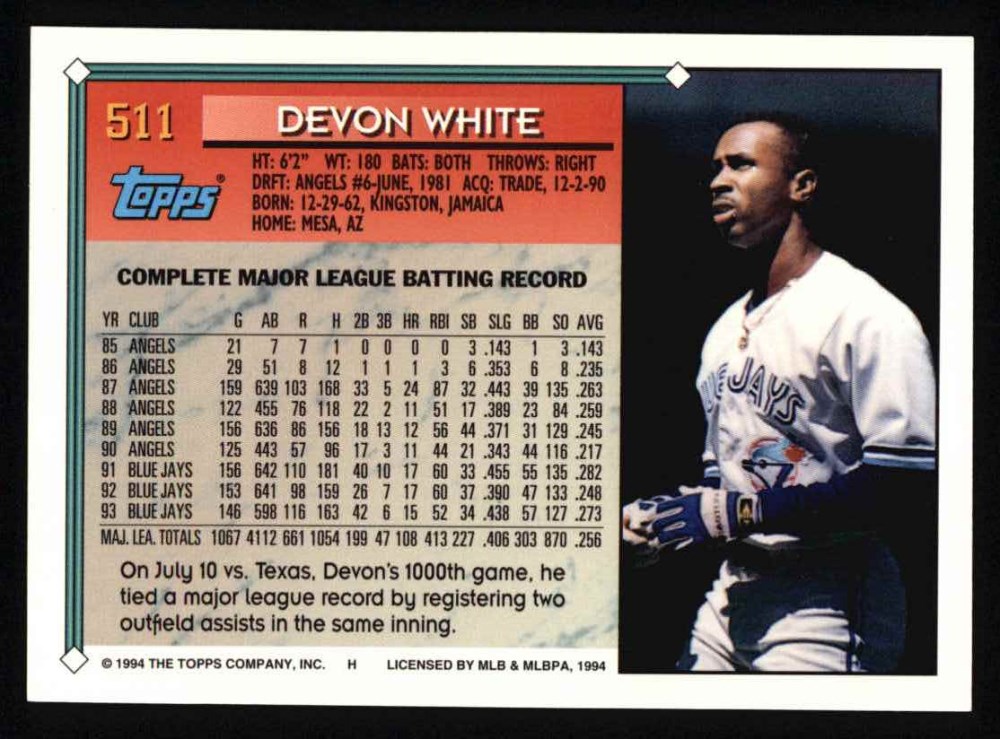 511
DEVON WHITE
TOPPS®
HT: 6'2" WT: 180 BATS: BOTH THROWS: RIGHT
DRFT: ANGELS #6-JUNE, 1981 ACQ: TRADE, 12-2-90
BORN: 12-29-62, KINGSTON, JAMAICA
HOME: MESA, AZ
COMPLETE MAJOR LEAGUE BATTING RECORD
YR CLUB G AB R H 2B 3B HR RBI SB SLG BB SO AVG
85 ANGELS 21 7 7 1 0 0 0 0 3 .143 1 3 .143
86 ANGELS 29 51 8 12 1 1 1 3 6 .353 6 8 .235
87 ANGELS 159 639 103 168 33 5 24 87 32 .443 39 135 .263
88 ANGELS 122 455 76 118 22 2 11 51 17 .389 23 84 .259
89 ANGELS 156 636 86 156 18 13 12 56 44 .371 31 129 .245
90 ANGELS 125 443 57 96 17 3 11 44 21 .343 44 116 .217
91 BLUE JAYS 156 642 110 181 40 10 17 60 33 .455 55 135 .282
92 BLUE JAYS 153 641 98 159 26 7 17 60 37 .390 47 133 .248
93 BLUE JAYS 146 598 116 163 42 6 15 52 34 .438 57 127 .273
MAJ. LEA. TOTALS 1067 4112 661 1054 199 47 108 413 227 .406 303 870 .256
On July 10 vs. Texas, Devon's 1000th game, he
tied a major league record by registering two
outfield assists in the same inning.
© 1994 THE TOPPS COMPANY, INC. H LICENSED BY MLB & MLBPA, 1994
JAYS